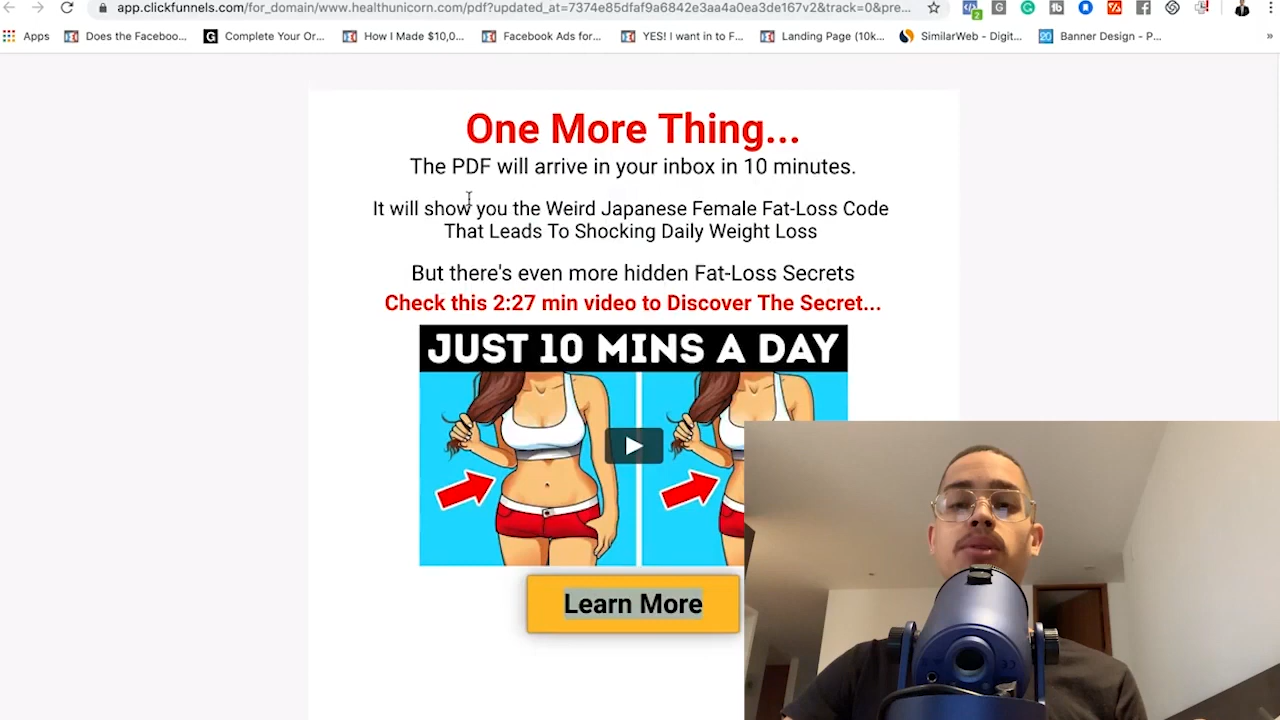 app.clickfunnels.com/for_domain/www.healthunicorn.com/pdf?updated_at=7374e85dfaf9a6842e3aa4a0ea3de167v2&track=0&pre...
Apps
Does the Faceboo...
Complete Your Or...
How I Made $10,0...
Facebook Ads for...
YES! I want in to F...
Landing Page (10k...
SimilarWeb - Digit...
Banner Design - P...
One More Thing...
The PDF will arrive in your inbox in 10 minutes.
It will show you the Weird Japanese Female Fat-Loss Code
That Leads To Shocking Daily Weight Loss
But there's even more hidden Fat-Loss Secrets
Check this 2:27 min video to Discover The Secret...
JUST 10 MINS A DAY
Learn More